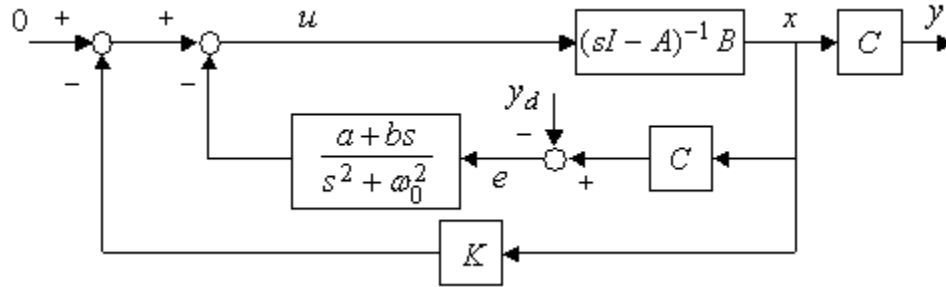 0 + + u (sI − A)⁻¹ B x C y
− −
y_d
−
a + bs
s² + ω₀²
e + C
K